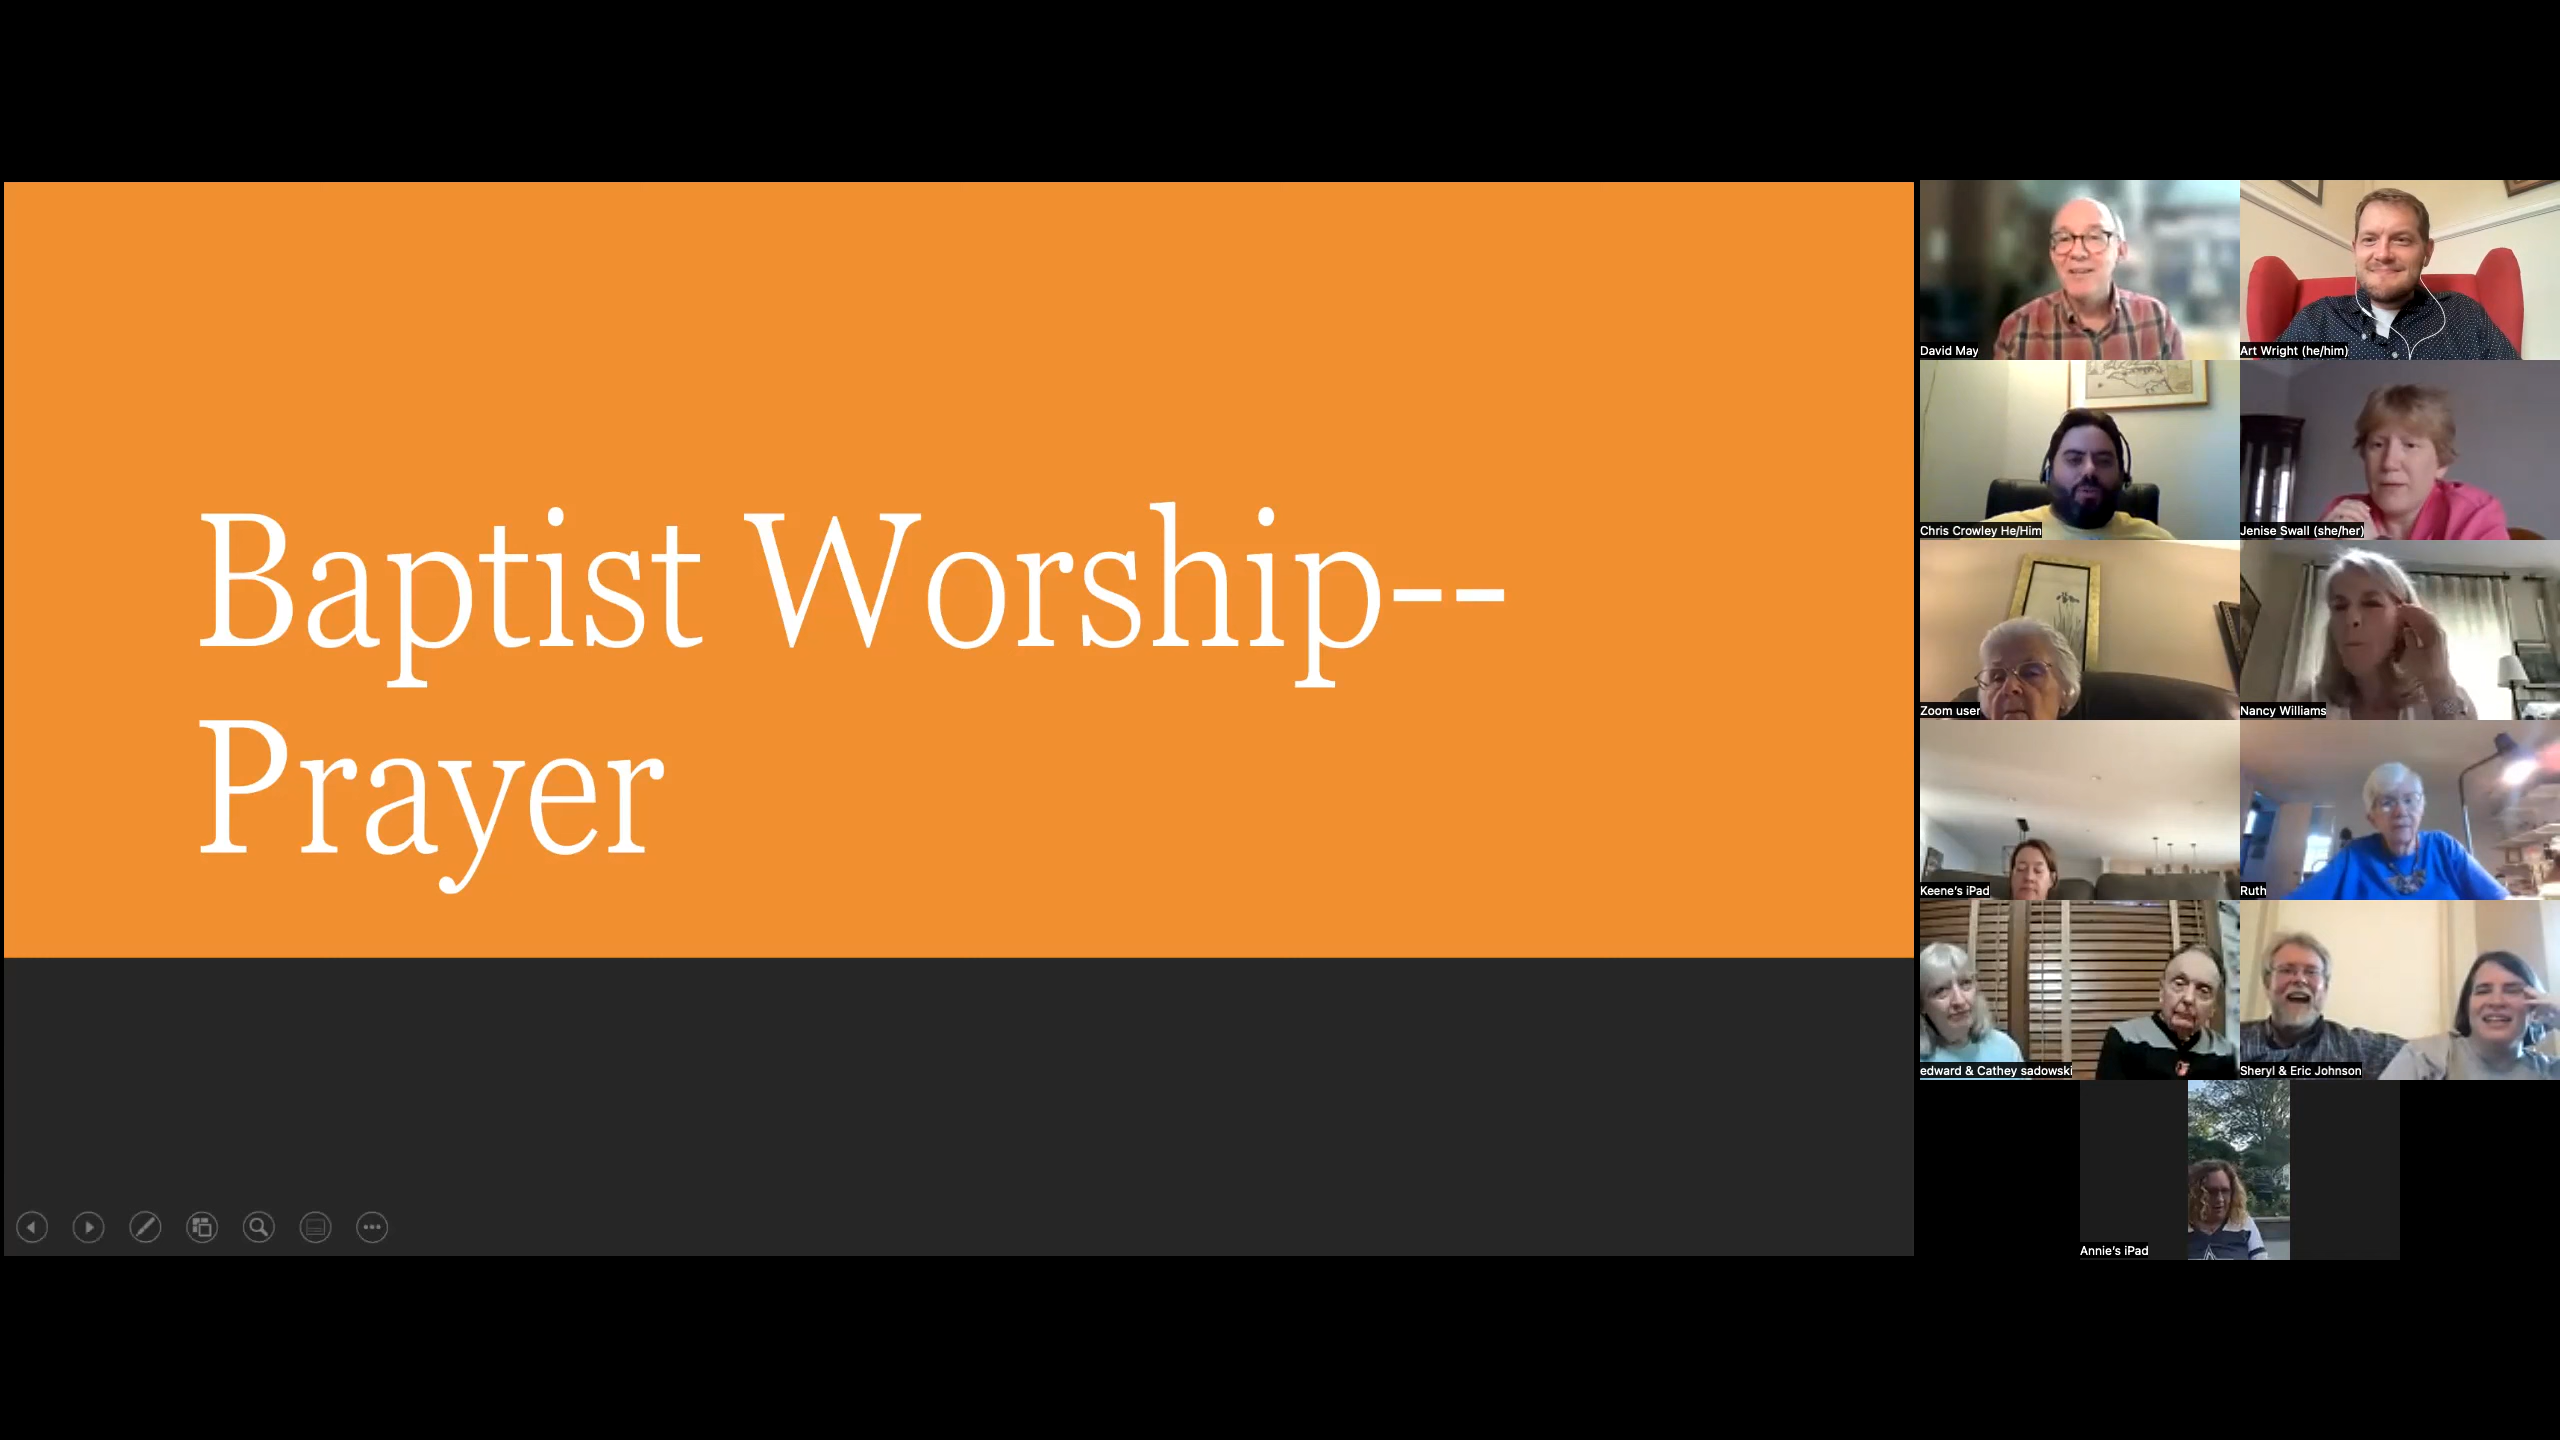 Baptist Worship--
Prayer
David May
Art Wright (he/him)
Chris Crowley He/Him
Jenise Swall (she/her)
Zoom user
Nancy Williams
Keene's iPad
Ruth
edward & Cathey sadowski
Sheryl & Eric Johnson
Annie's iPad